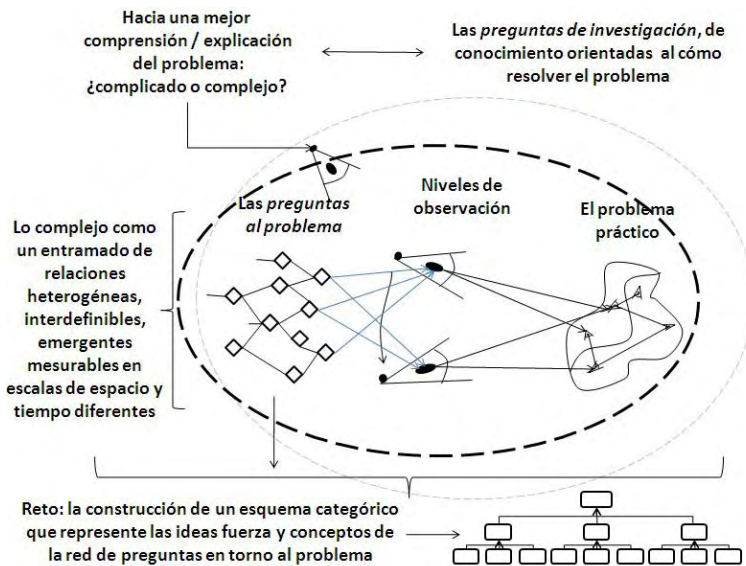 Hacia una mejor
comprensión / explicación
del problema:
¿complicado o complejo?
Las preguntas de investigación, de
conocimiento orientadas al cómo
resolver el problema
Las preguntas
al problema
Niveles de
observación
El problema
práctico
Lo complejo como
un entramado de
relaciones
heterogéneas,
interdefinibles,
emergentes
mesurables en
escalas de espacio y
tiempo diferentes
Reto: la construcción de un esquema categórico
que represente las ideas fuerza y conceptos de
la red de preguntas en torno al problema